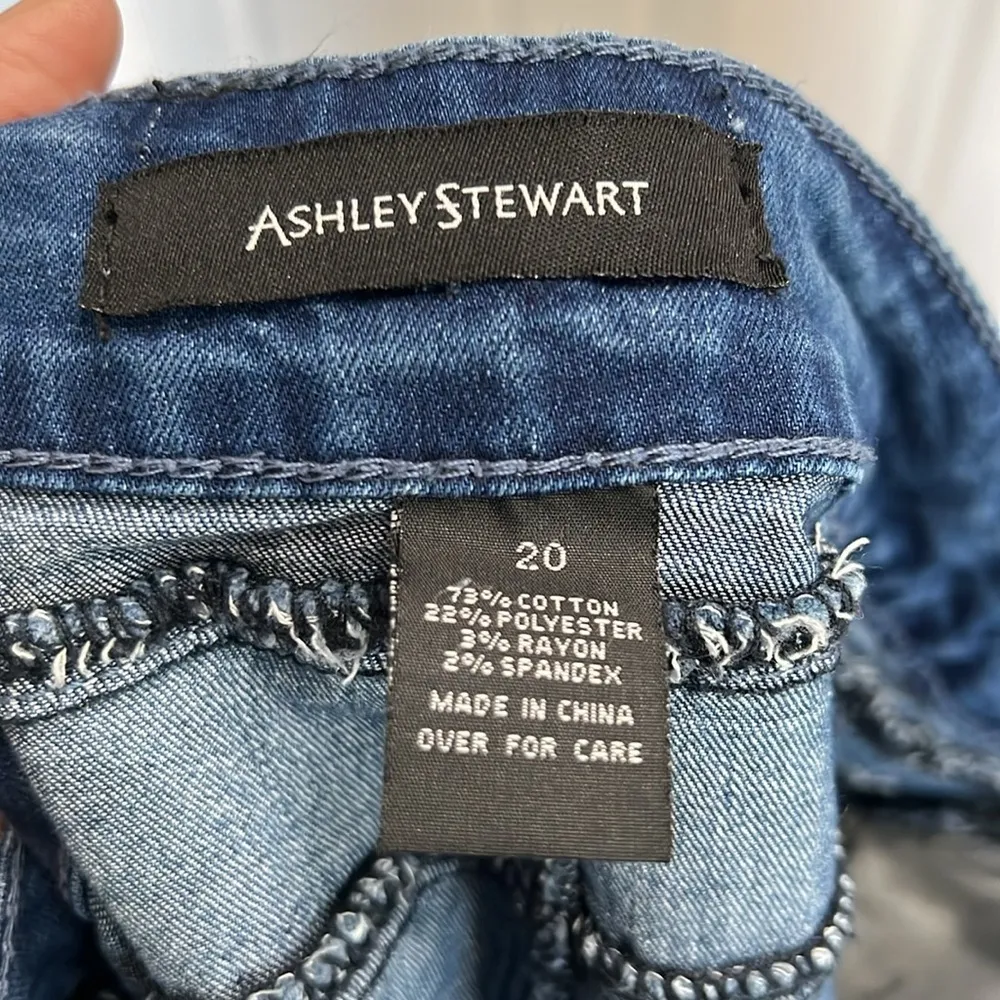 ASHLEY STEWART
20
73% COTTON
22% POLYESTER
3% RAYON
2% SPANDEX
MADE IN CHINA
OVER FOR CARE